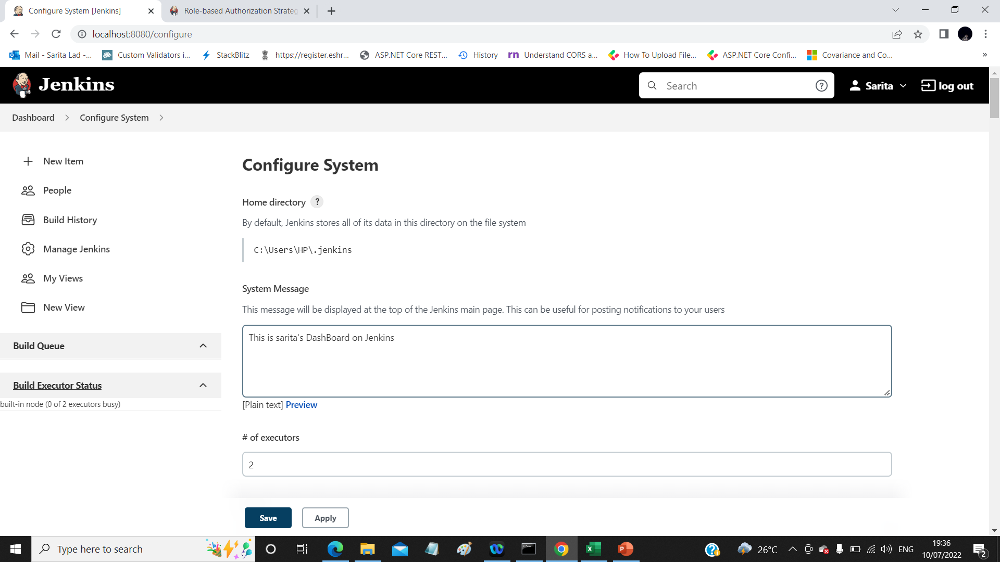 Configure System [Jenkins]
Role-based Authorization Strateg
localhost:8080/configure
Mail - Sarita Lad -...
Custom Validators i...
StackBlitz
https://register.eshr...
ASP.NET Core REST...
History
rn Understand CORS a...
How To Upload File...
ASP.NET Core Confi...
Covariance and Co...
»
Jenkins
Search
?
Sarita
log out
Dashboard
Configure System
New Item
People
Build History
Manage Jenkins
My Views
New View
Build Queue
Build Executor Status
built-in node (0 of 2 executors busy)
Configure System
Home directory ?
By default, Jenkins stores all of its data in this directory on the file system
C:\Users\HP\.jenkins
System Message
This message will be displayed at the top of the Jenkins main page. This can be useful for posting notifications to your users
This is sarita's DashBoard on Jenkins
[Plain text] Preview
# of executors
2
Save
Apply
Type here to search
26°C
ENG
19:36
10/07/2022
2